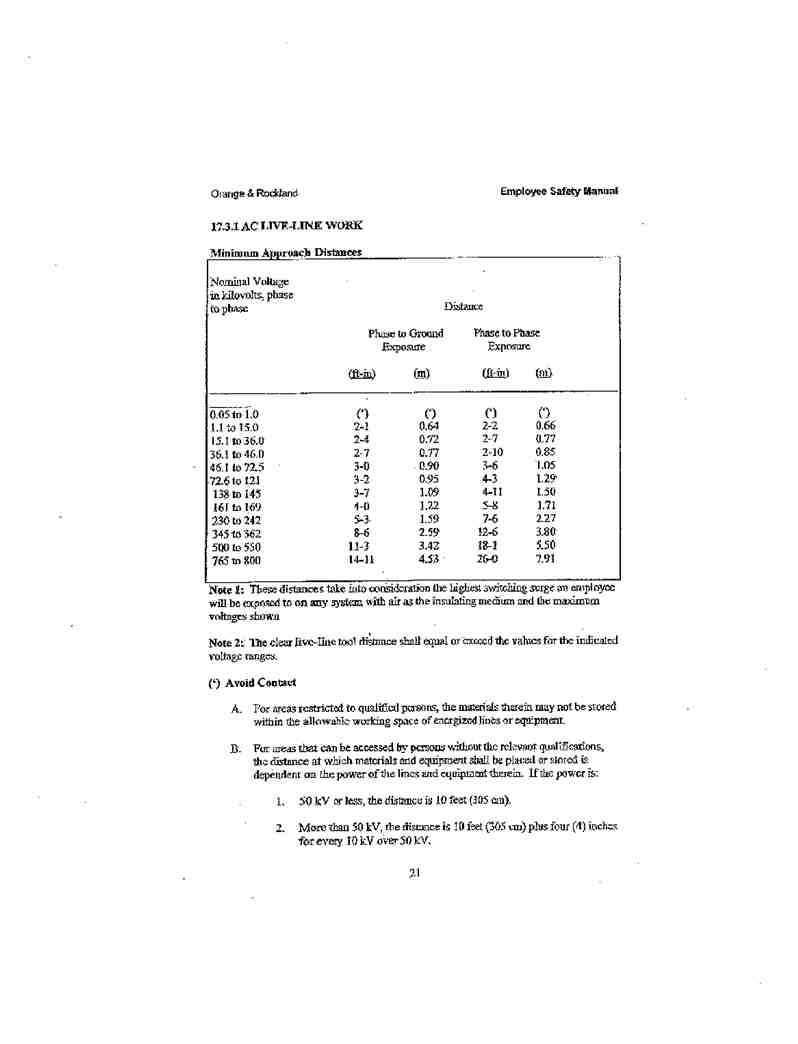 Orange & Rockland Employee Safety Manual
17.3.1 AC LIVE-LINE WORK
Minimum Approach Distances
Nominal Voltage
in kilovolts, phase
to phase Distance
Phase to Ground Phase to Phase
Exposure Exposure
(ft-in) (m) (ft-in) (m)
0.05 to 1.0 (*) (*) (*) (*)
1.1 to 15.0 2-1 0.64 2-2 0.66
15.1 to 36.0 2-4 0.72 2-7 0.77
36.1 to 46.0 2-7 0.77 2-10 0.85
46.1 to 72.5 3-0 0.90 3-6 1.05
72.6 to 121 3-2 0.95 4-3 1.29
138 to 145 3-7 1.09 4-11 1.50
161 to 169 4-0 1.22 5-8 1.71
230 to 242 5-3 1.59 7-6 2.27
345 to 362 8-6 2.59 12-6 3.80
500 to 550 11-3 3.42 18-1 5.50
765 to 800 14-11 4.53 26-0 7.91
Note 1: These distances take into consideration the highest switching surge an employee
will be exposed to on any system with air as the insulating medium and the maximum
voltages shown
Note 2: The clear live-line tool distance shall equal or exceed the values for the indicated
voltage ranges.
(*) Avoid Contact
A. For areas restricted to qualified persons, the materials therein may not be stored
within the allowable working space of energized lines or equipment.
B. For areas that can be accessed by persons without the relevant qualifications,
the distance at which materials and equipment shall be placed or stored is
dependent on the power of the lines and equipment therein. If the power is:
1. 50 kV or less, the distance is 10 feet (305 cm).
2. More than 50 kV, the distance is 10 feet (305 cm) plus four (4) inches
for every 10 kV over 50 kV.
21